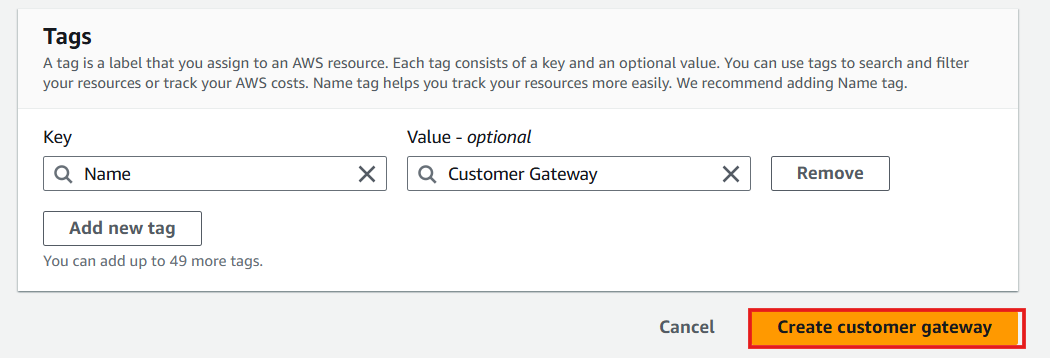 Tags
A tag is a label that you assign to an AWS resource. Each tag consists of a key and an optional value. You can use tags to search and filter
your resources or track your AWS costs. Name tag helps you track your resources more easily. We recommend adding Name tag.
Key
Value - optional
Name
Customer Gateway
Remove
Add new tag
You can add up to 49 more tags.
Cancel
Create customer gateway